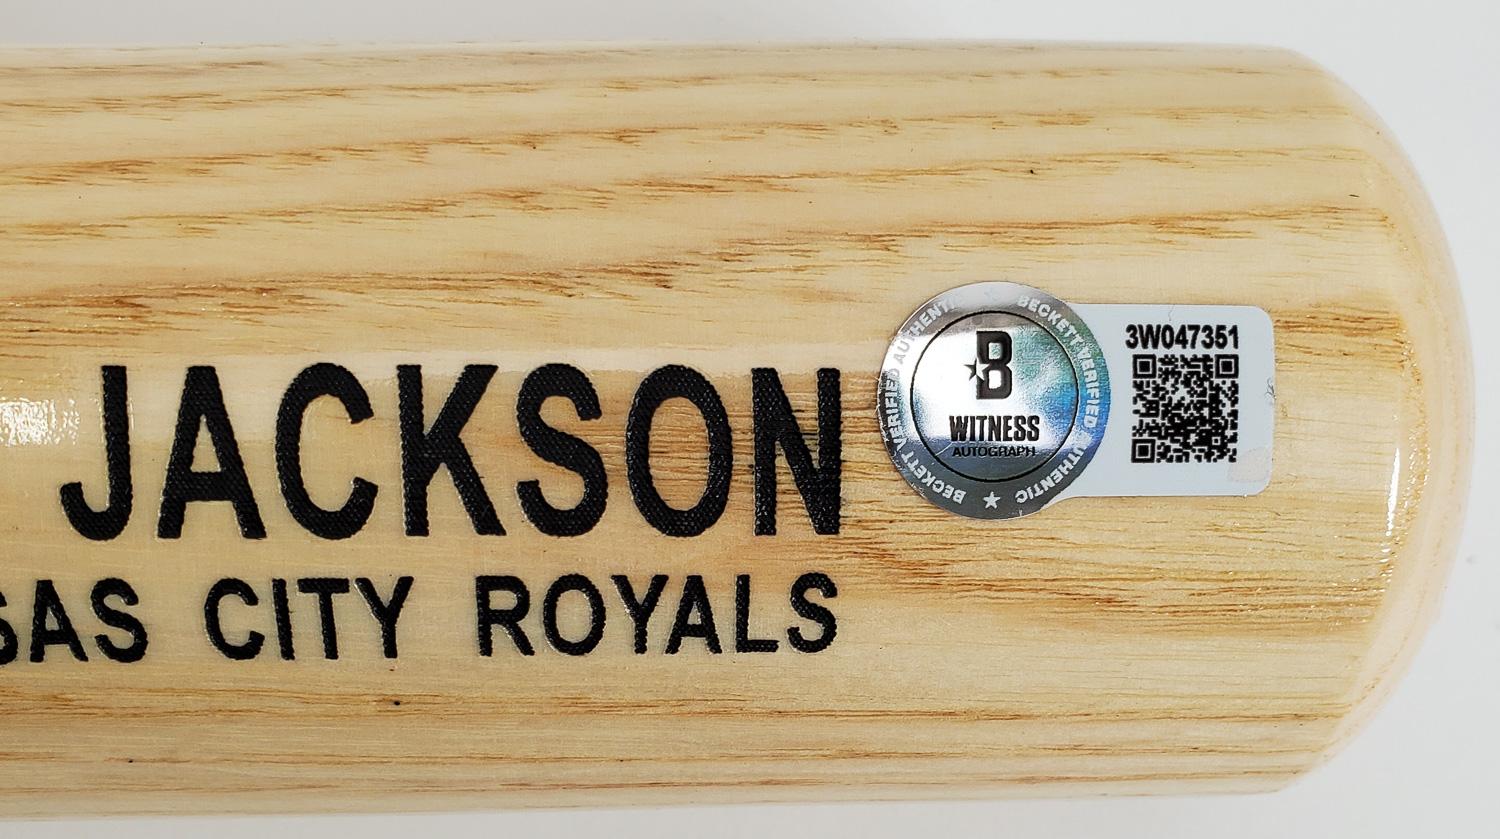 JACKSON
SAS CITY ROYALS
BECKETT VERIFIED AUTHENTIC
BECKETT VERIFIED AUTHENTIC
B
WITNESS
AUTOGRAPH
3W047351